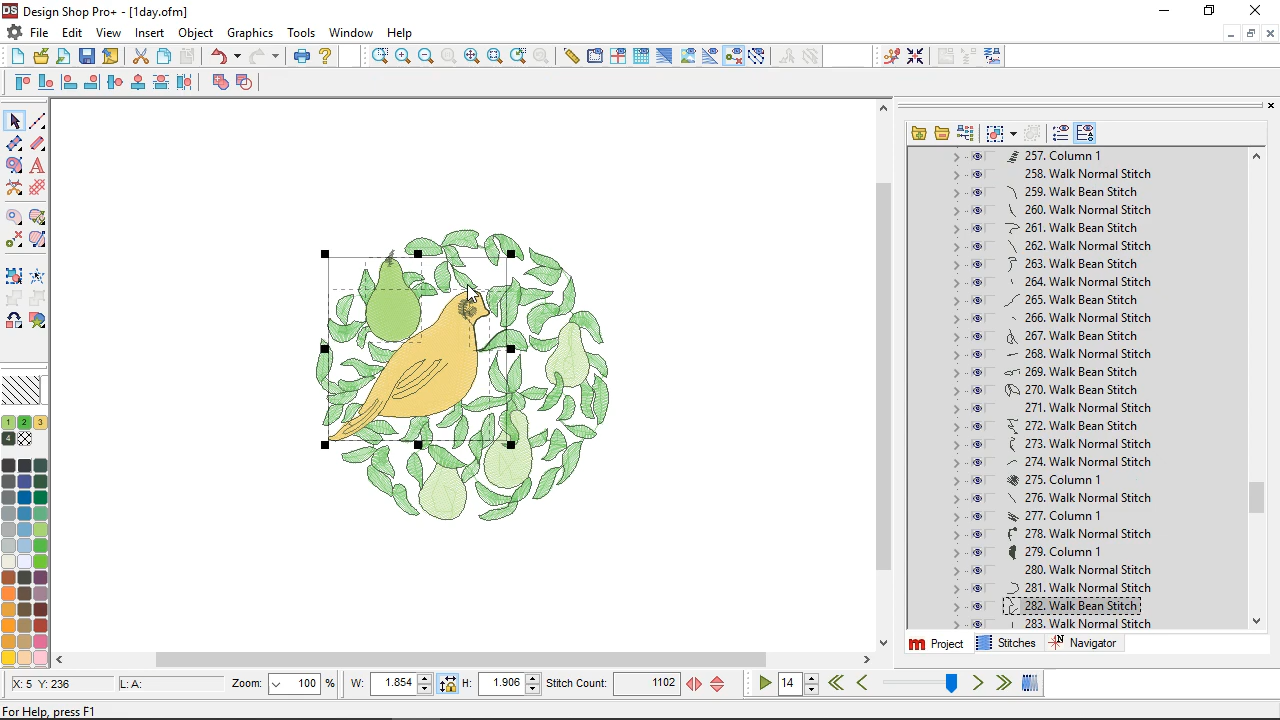 DS Design Shop Pro+ - [1day.ofm]
File Edit View Insert Object Graphics Tools Window Help
257. Column 1
258. Walk Normal Stitch
259. Walk Bean Stitch
260. Walk Normal Stitch
261. Walk Bean Stitch
262. Walk Normal Stitch
263. Walk Bean Stitch
264. Walk Normal Stitch
265. Walk Bean Stitch
266. Walk Normal Stitch
267. Walk Bean Stitch
268. Walk Normal Stitch
269. Walk Bean Stitch
270. Walk Bean Stitch
271. Walk Normal Stitch
272. Walk Bean Stitch
273. Walk Normal Stitch
274. Walk Normal Stitch
275. Column 1
276. Walk Normal Stitch
277. Column 1
278. Walk Normal Stitch
279. Column 1
280. Walk Normal Stitch
281. Walk Normal Stitch
282. Walk Bean Stitch
283. Walk Normal Stitch
1 2 3
4
Project Stitches Navigator
X: 5 Y: 236 L: A: Zoom: 100 % W: 1.854 H: 1.906 Stitch Count: 1102 14
For Help, press F1